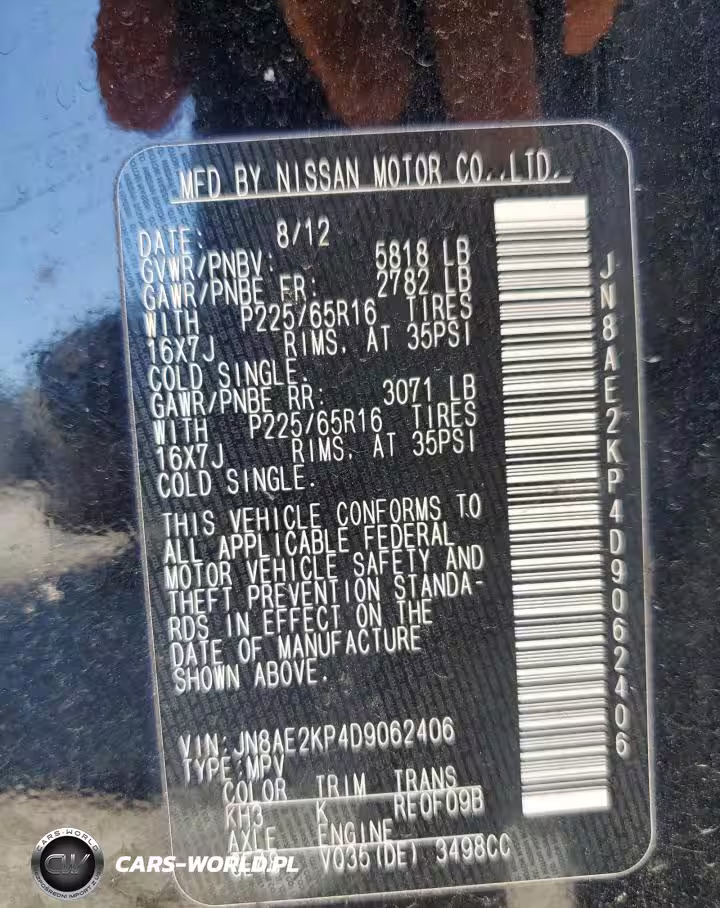 MFD BY NISSAN MOTOR CO.,LTD.
DATE: 8/12
GVWR/PNBV: 5818 LB
GAWR/PNBE FR: 2782 LB
WITH P225/65R16 TIRES
16X7J RIMS, AT 35PSI
COLD SINGLE.
GAWR/PNBE RR: 3071 LB
WITH P225/65R16 TIRES
16X7J RIMS. AT 35PSI
COLD SINGLE.
THIS VEHICLE CONFORMS TO
ALL APPLICABLE FEDERAL
MOTOR VEHICLE SAFETY AND
THEFT PREVENTION STANDA-
RDS IN EFFECT ON THE
DATE OF MANUFACTURE
SHOWN ABOVE.
VIN:JN8AE2KP4D9062406
TYPE:MPV
COLOR TRIM TRANS
KH3 K RE0F09B
AXLE ENGINE
VQ35(DE) 3498CC
JN8AE2KP4D9062406
CARS-WORLD
CW
CARS-WORLD.PL